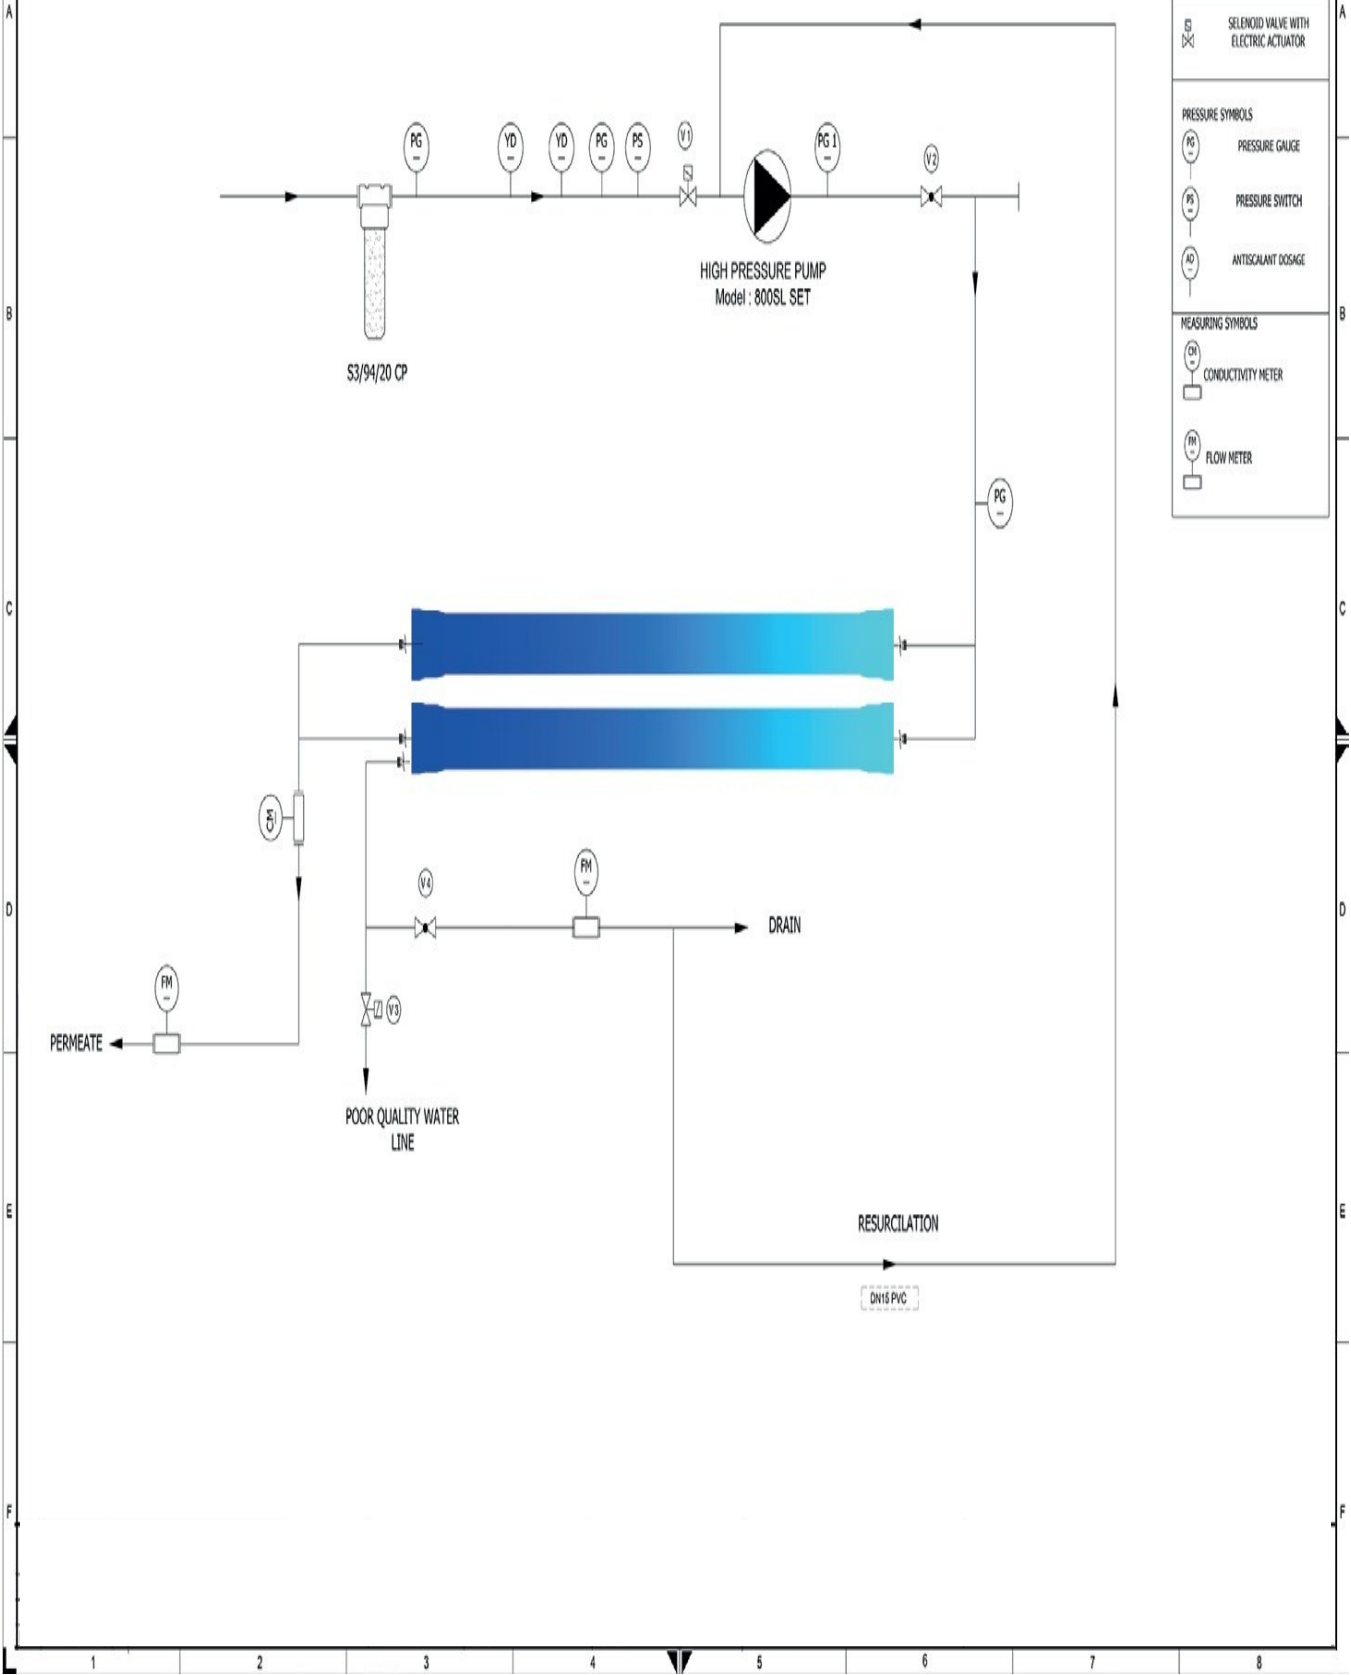 A
A
SELENOID VALVE WITH
ELECTRIC ACTUATOR
PRESSURE SYMBOLS
PG
PRESSURE GAUGE
PS
PRESSURE SWITCH
AD
ANTISCALANT DOSAGE
MEASURING SYMBOLS
CM
CONDUCTIVITY METER
FM
FLOW METER
PG
YD
YD
PG
PS
V 1
PG 1
V 2
HIGH PRESSURE PUMP
Model : 800SL SET
S3/94/20 CP
B
B
PG
C
C
CM
V 4
FM
DRAIN
D
D
FM
V3
PERMEATE
POOR QUALITY WATER
LINE
E
E
RESURCILATION
DN15 PVC
F
F
1
2
3
4
5
6
7
8